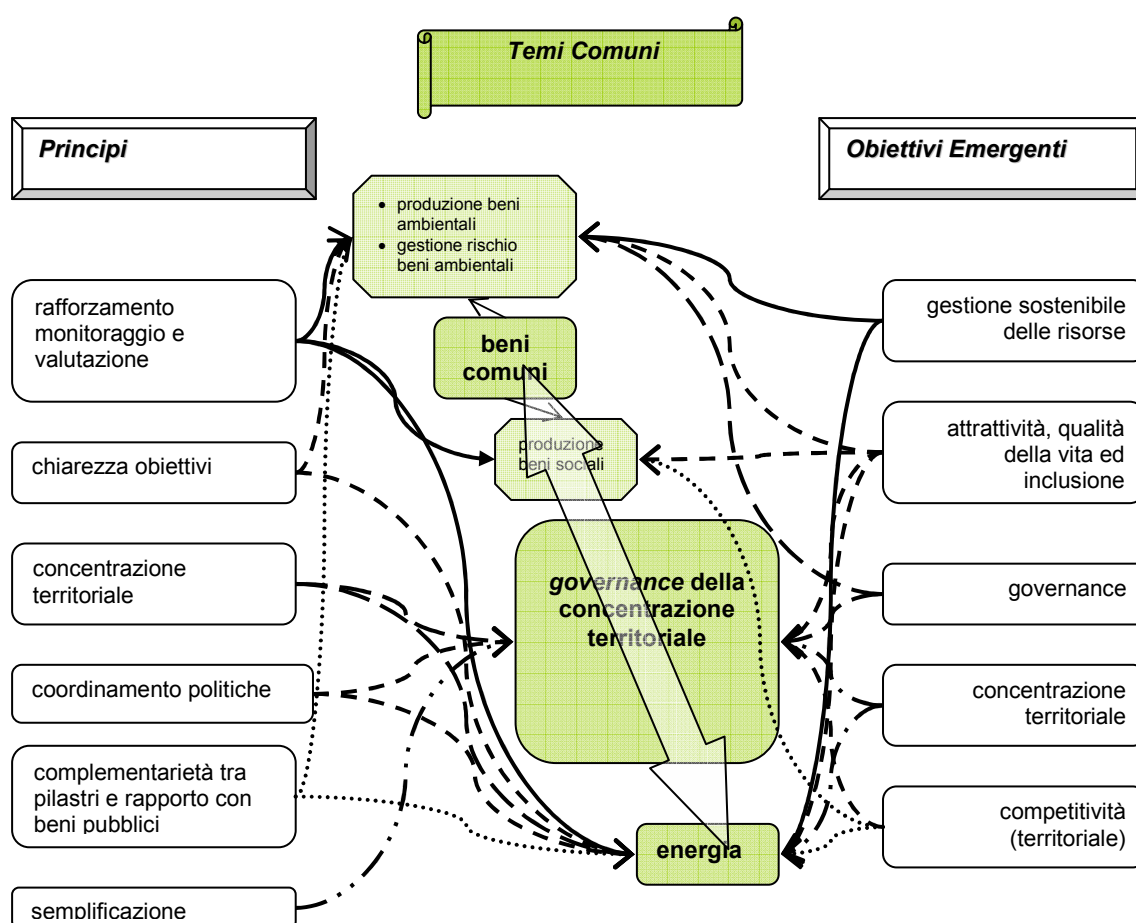 Temi Comuni
Principi
Obiettivi Emergenti
• produzione beni
ambientali
• gestione rischio
beni ambientali
rafforzamento
monitoraggio e
valutazione
chiarezza obiettivi
concentrazione
territoriale
coordinamento politiche
complementarietà tra
pilastri e rapporto con
beni pubblici
semplificazione
beni
comuni
produzione
beni sociali
governance della
concentrazione
territoriale
energia
gestione sostenibile
delle risorse
attrattività, qualità
della vita ed
inclusione
governance
concentrazione
territoriale
competitività
(territoriale)